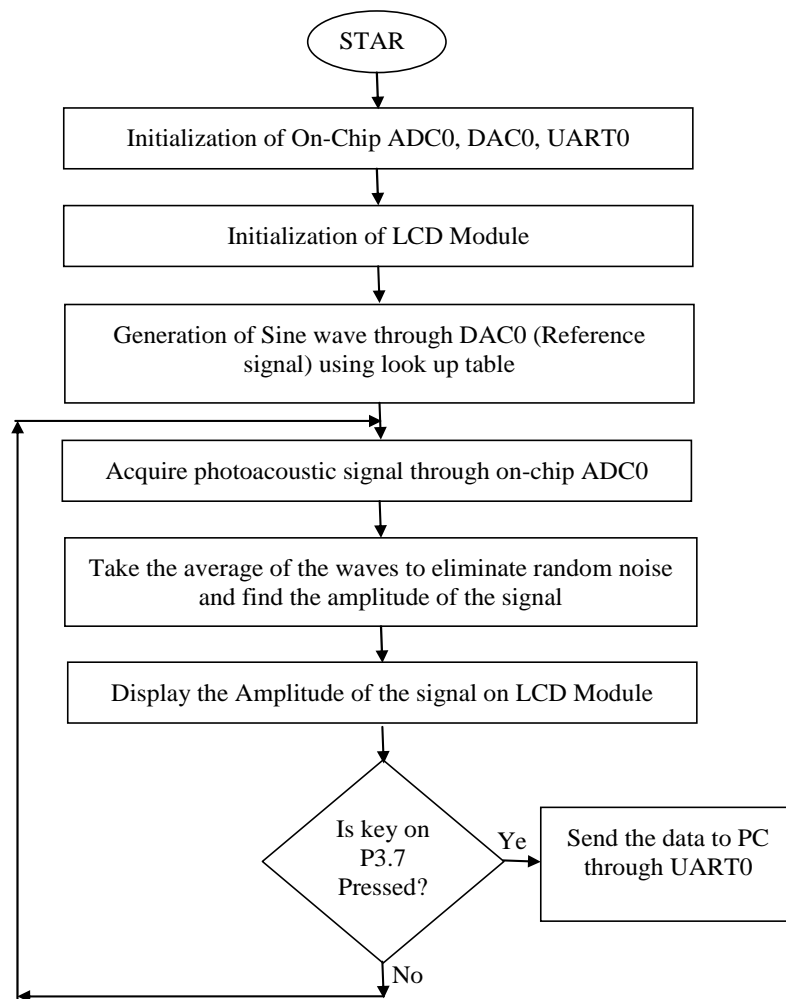 STAR
Initialization of On-Chip ADC0, DAC0, UART0
Initialization of LCD Module
Generation of Sine wave through DAC0 (Reference
signal) using look up table
Acquire photoacoustic signal through on-chip ADC0
Take the average of the waves to eliminate random noise
and find the amplitude of the signal
Display the Amplitude of the signal on LCD Module
Is key on
P3.7
Pressed?
Ye
Send the data to PC
through UART0
No